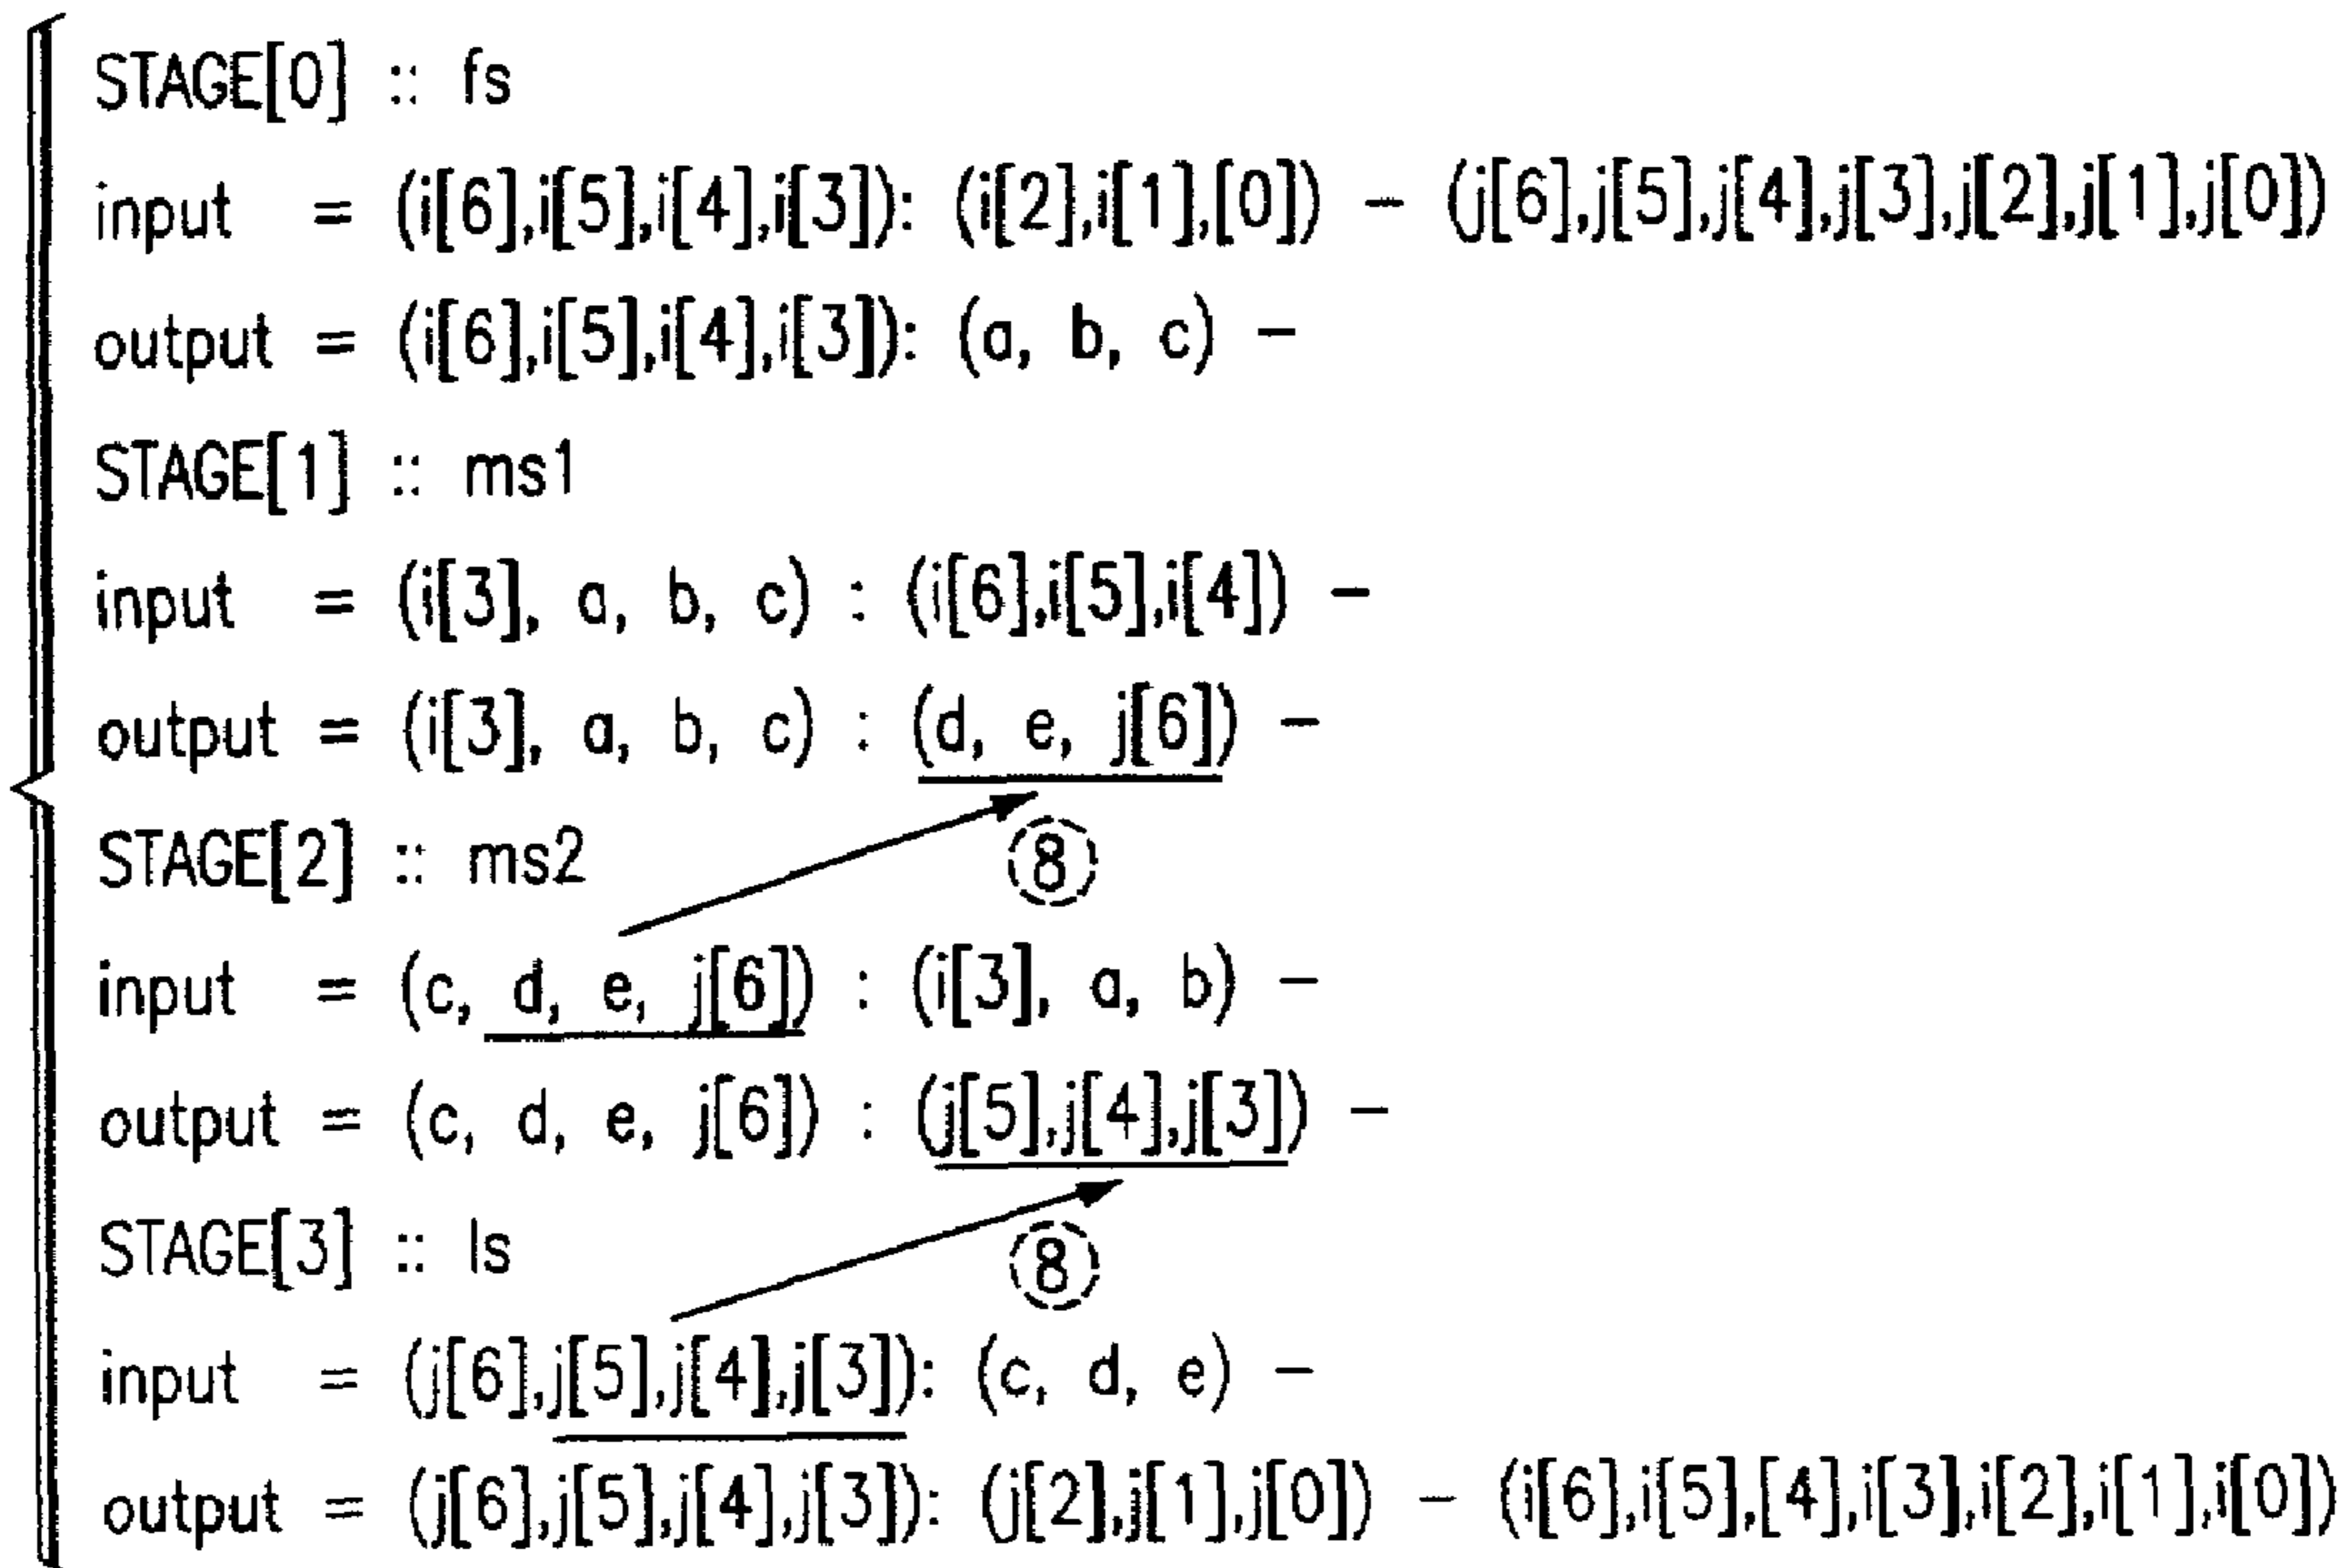 STAGE[0] :: fs
input = (i[6],i[5],i[4],i[3]): (i[2],i[1],[0]) – (j[6],j[5],j[4],j[3],j[2],j[1],j[0])
output = (i[6],i[5],i[4],i[3]): (a, b, c) –
STAGE[1] :: ms1
input = (i[3], a, b, c) : (i[6],i[5],i[4]) –
output = (i[3], a, b, c) : (d, e, j[6]) –
STAGE[2] :: ms2
⑧
input = (c, d, e, j[6]) : (i[3], a, b) –
output = (c, d, e, j[6]) : (j[5],j[4],j[3]) –
STAGE[3] :: ls
⑧
input = (j[6],j[5],j[4],j[3]): (c, d, e) –
output = (j[6],j[5],j[4],j[3]): (j[2],j[1],j[0]) – (i[6],i[5],[4],i[3],i[2],i[1],i[0])